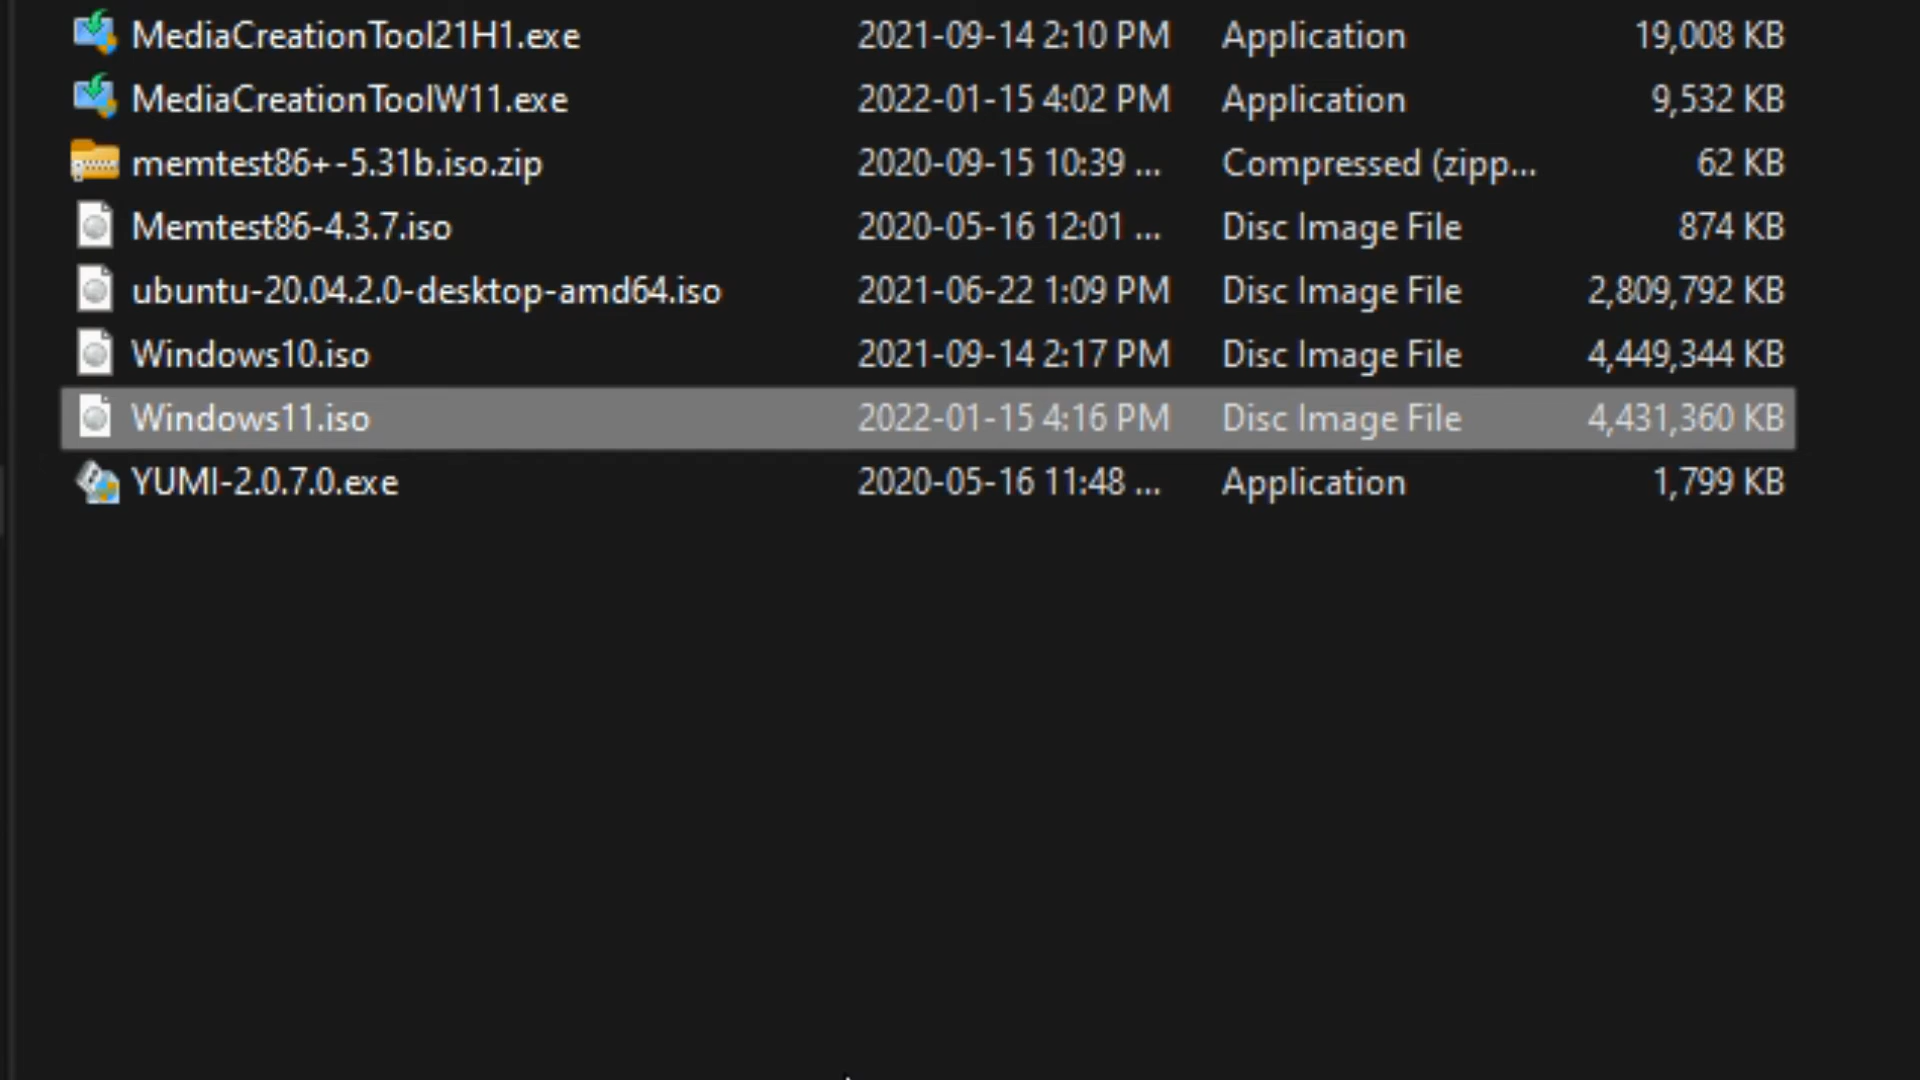 MediaCreationTool21H1.exe 2021-09-14 2:10 PM Application 19,008 KB
MediaCreationToolW11.exe 2022-01-15 4:02 PM Application 9,532 KB
memtest86+-5.31b.iso.zip 2020-09-15 10:39 ... Compressed (zipp... 62 KB
Memtest86-4.3.7.iso 2020-05-16 12:01 ... Disc Image File 874 KB
ubuntu-20.04.2.0-desktop-amd64.iso 2021-06-22 1:09 PM Disc Image File 2,809,792 KB
Windows10.iso 2021-09-14 2:17 PM Disc Image File 4,449,344 KB
Windows11.iso 2022-01-15 4:16 PM Disc Image File 4,431,360 KB
YUMI-2.0.7.0.exe 2020-05-16 11:48 ... Application 1,799 KB